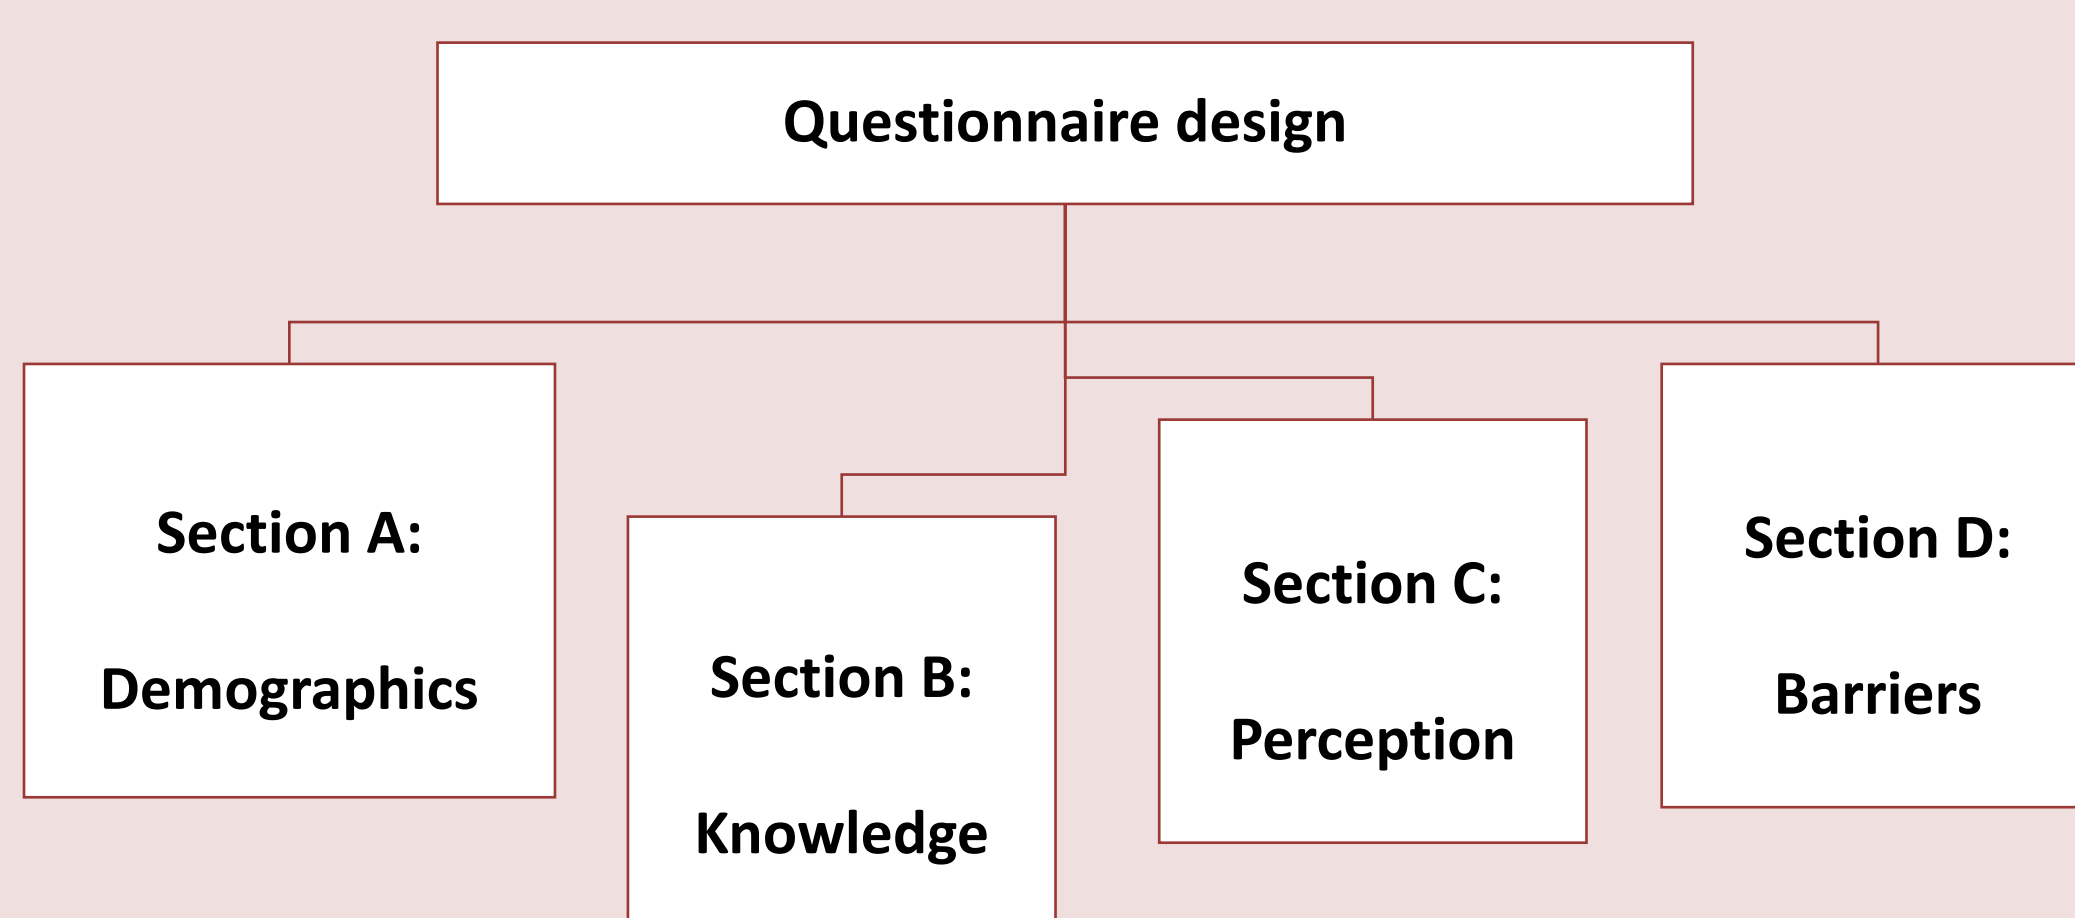 Questionnaire design
Section A:
Demographics
Section B:
Knowledge
Section C:
Perception
Section D:
Barriers